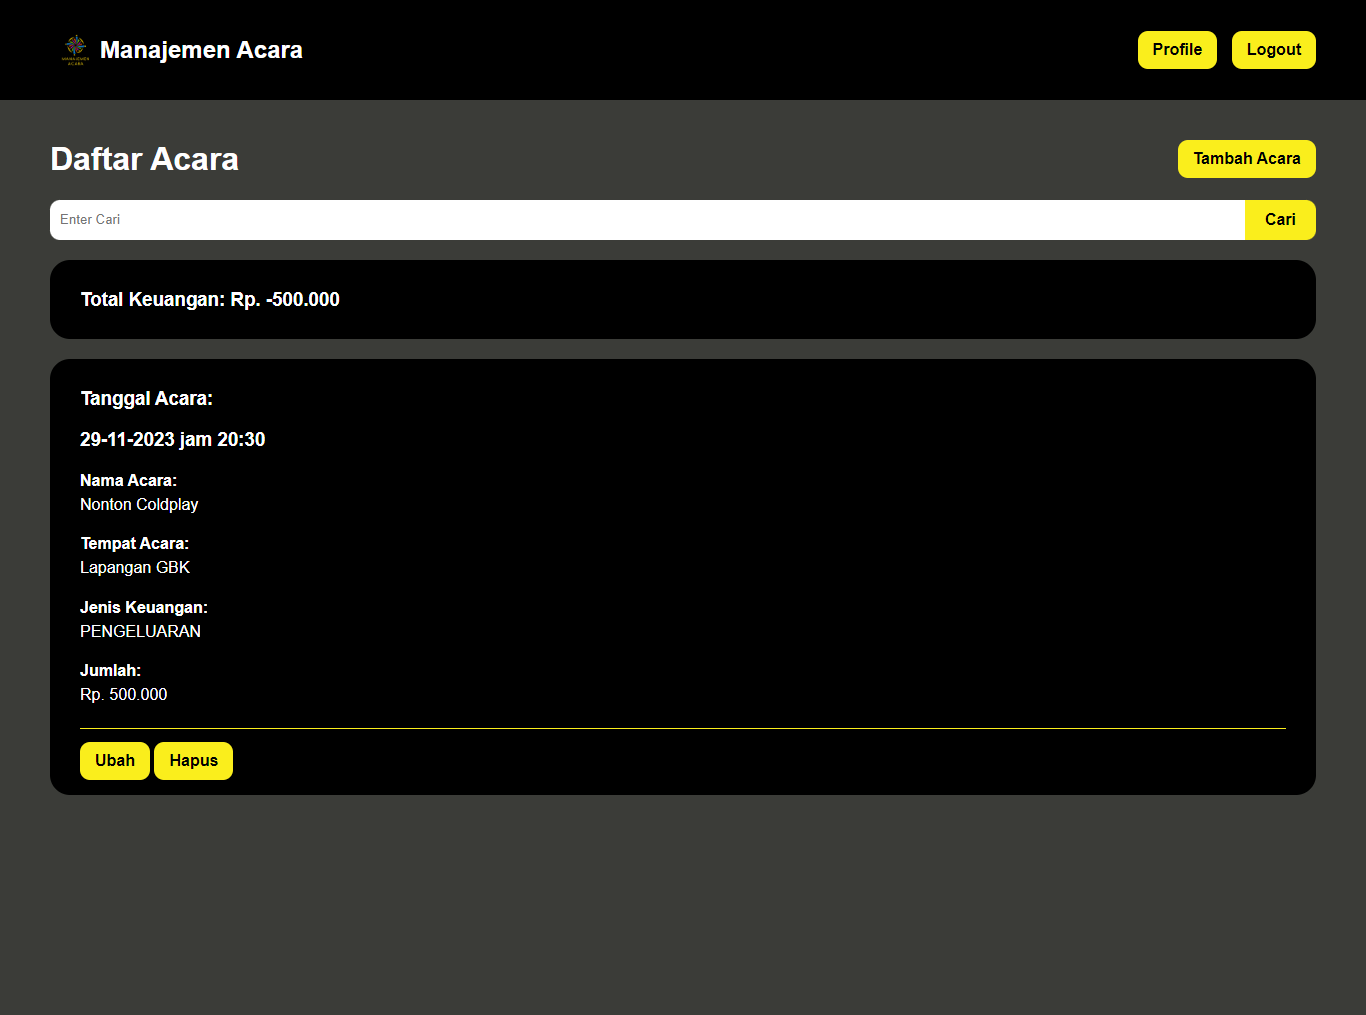 MANAJEMEN
ACARA
Manajemen Acara
Profile
Logout
Daftar Acara
Tambah Acara
Enter Cari
Cari
Total Keuangan: Rp. -500.000
Tanggal Acara:
29-11-2023 jam 20:30
Nama Acara:
Nonton Coldplay
Tempat Acara:
Lapangan GBK
Jenis Keuangan:
PENGELUARAN
Jumlah:
Rp. 500.000
Ubah
Hapus